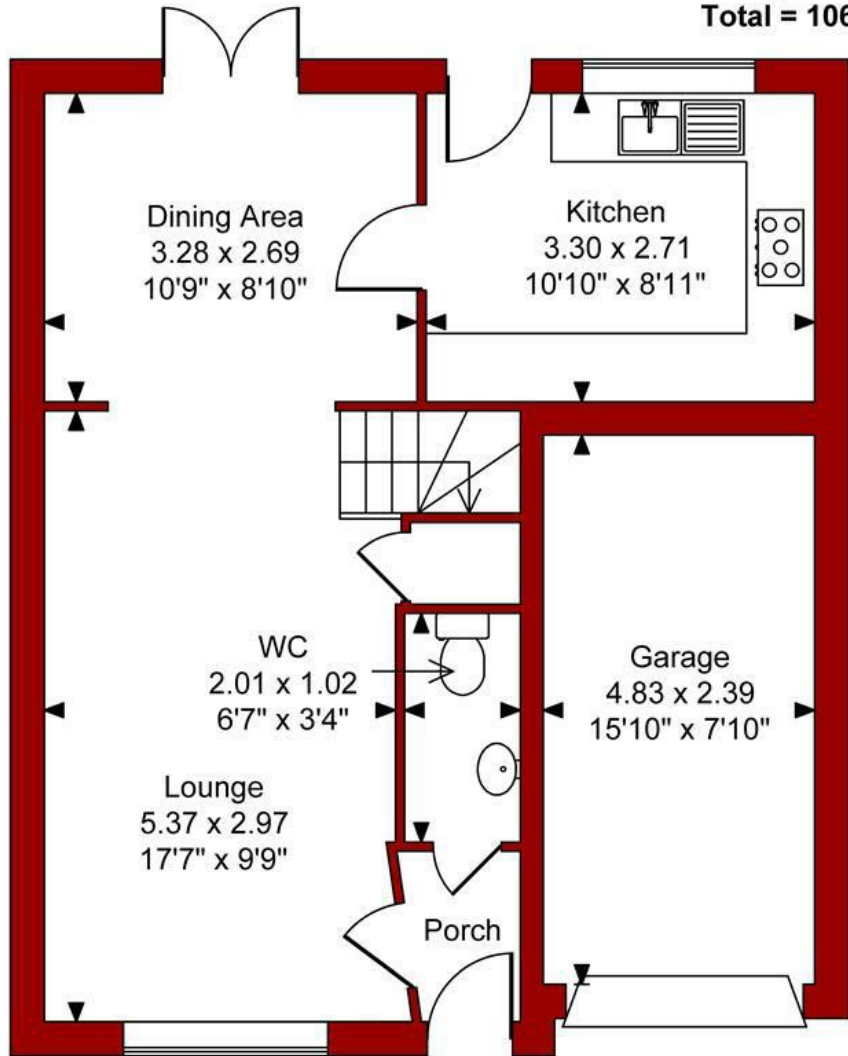 Total = 106
Dining Area
3.28 x 2.69
10'9" x 8'10"
Kitchen
3.30 x 2.71
10'10" x 8'11"
WC
2.01 x 1.02
6'7" x 3'4"
Garage
4.83 x 2.39
15'10" x 7'10"
Lounge
5.37 x 2.97
17'7" x 9'9"
Porch